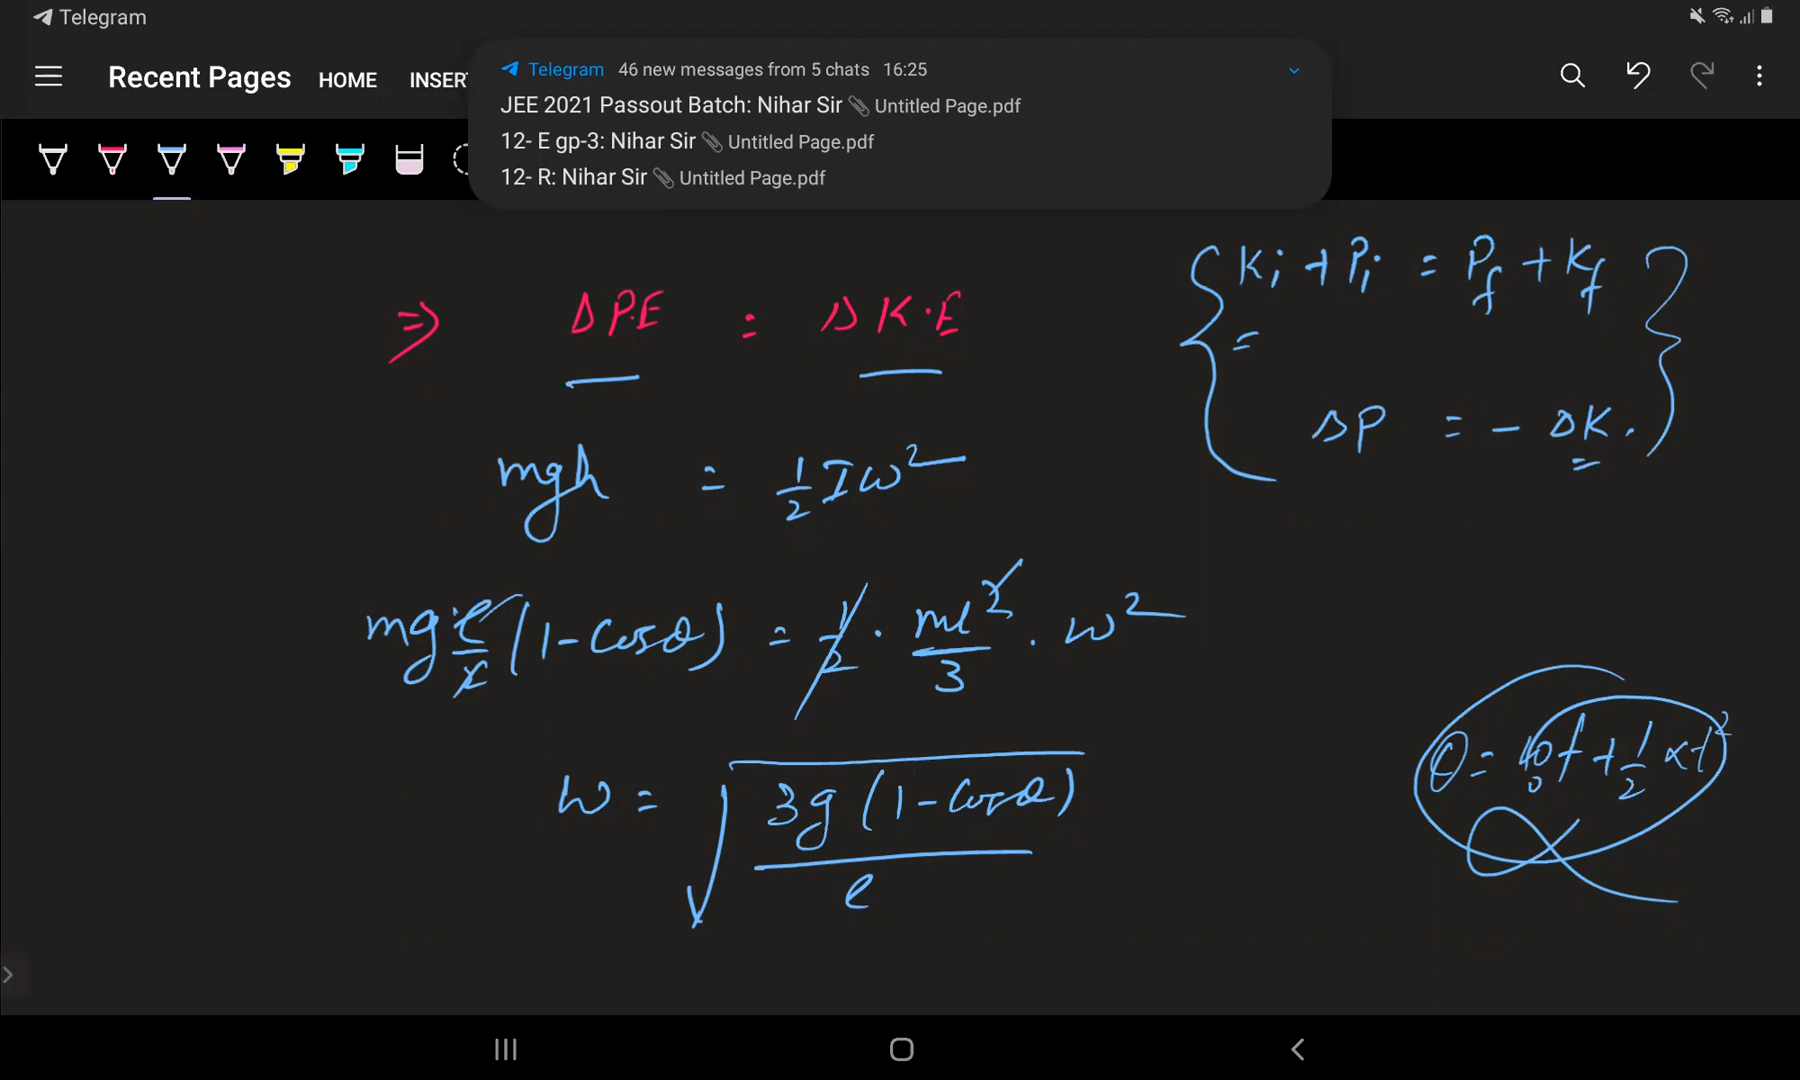 Telegram
Recent Pages HOME INSERT
Telegram 46 new messages from 5 chats 16:25
JEE 2021 Passout Batch: Nihar Sir Untitled Page.pdf
12- E gp-3: Nihar Sir Untitled Page.pdf
12- R: Nihar Sir Untitled Page.pdf
{ Ki + Pi = Pf + Kf }
=
ΔP = - ΔK.
⇒ ΔP.E = ΔK.E
mgh = 1/2 Iω²
mg l/2 (1-cosθ) = 1/2 · ml²/3 · ω²
ω = √(3g(1-cosθ)/l)
θ = ω₀t + 1/2 αt²